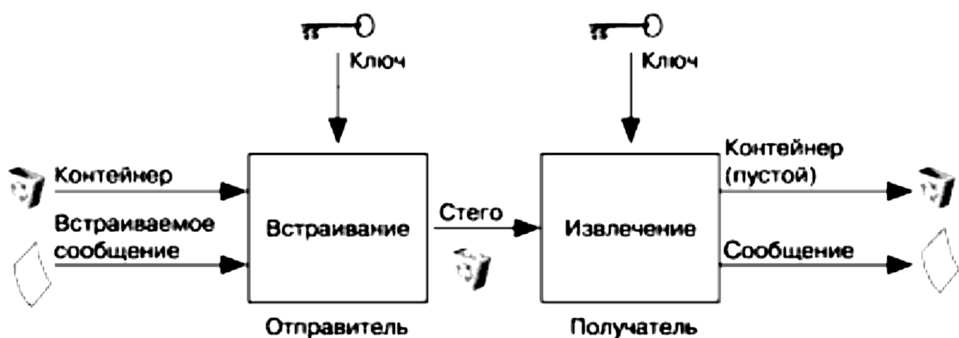 Ключ
Ключ
Контейнер
Встраиваемое
сообщение
Встраивание
Стего
Извлечение
Контейнер
(пустой)
Сообщение
Отправитель
Получатель